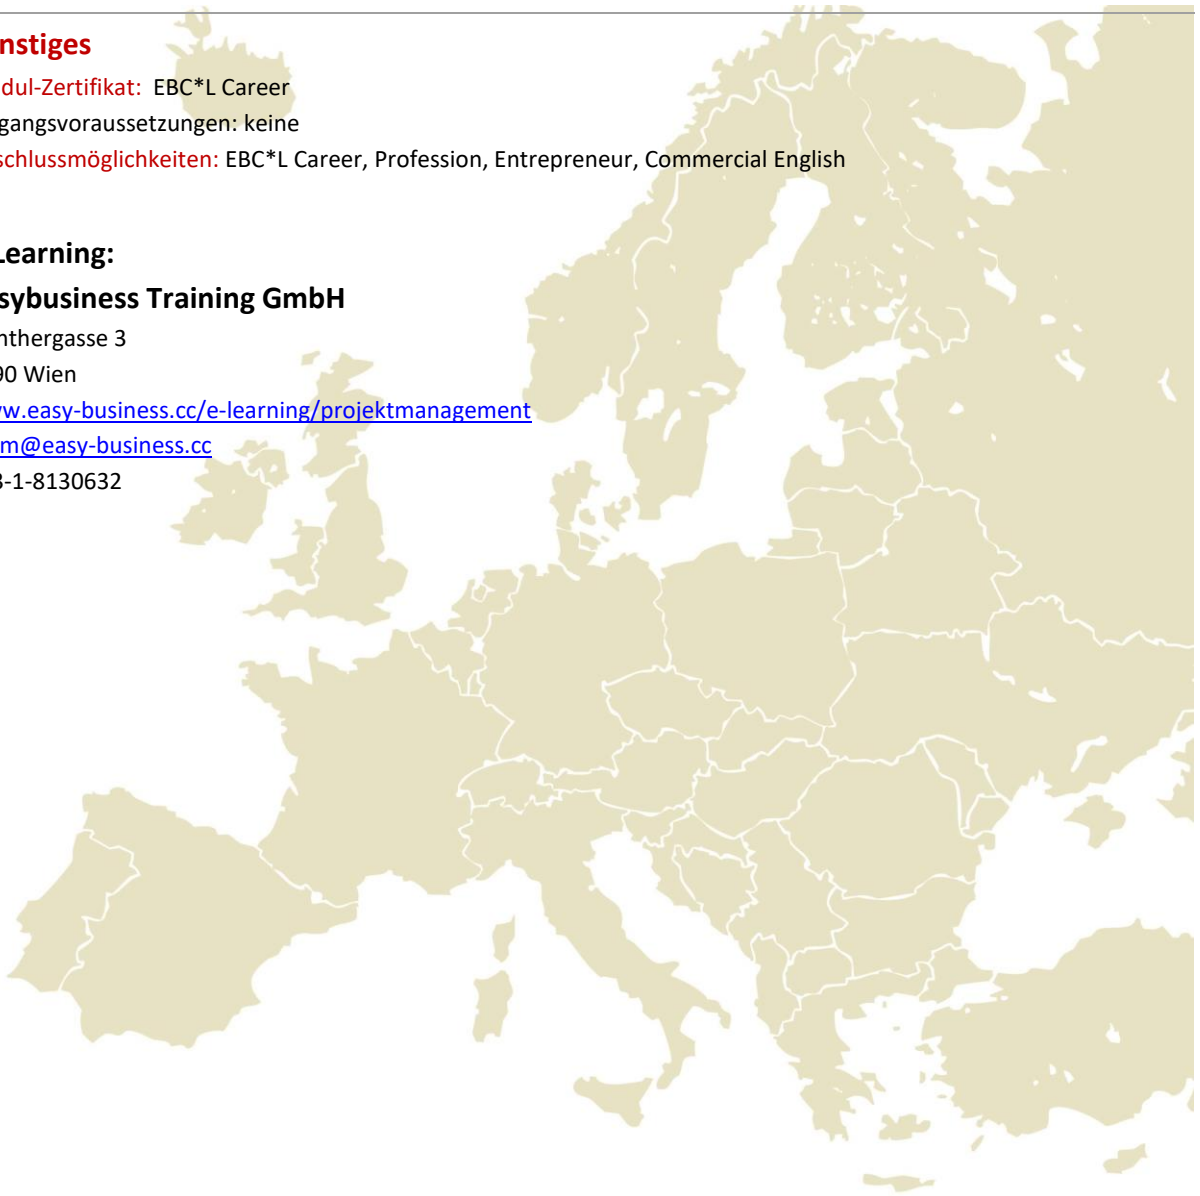 nstiges
dul-Zertifikat: EBC*L Career
gangsvoraussetzungen: keine
schlussmöglichkeiten: EBC*L Career, Profession, Entrepreneur, Commercial English
Learning:
sybusiness Training GmbH
nthergasse 3
90 Wien
w.easy-business.cc/e-learning/projektmanagement
m@easy-business.cc
3-1-8130632